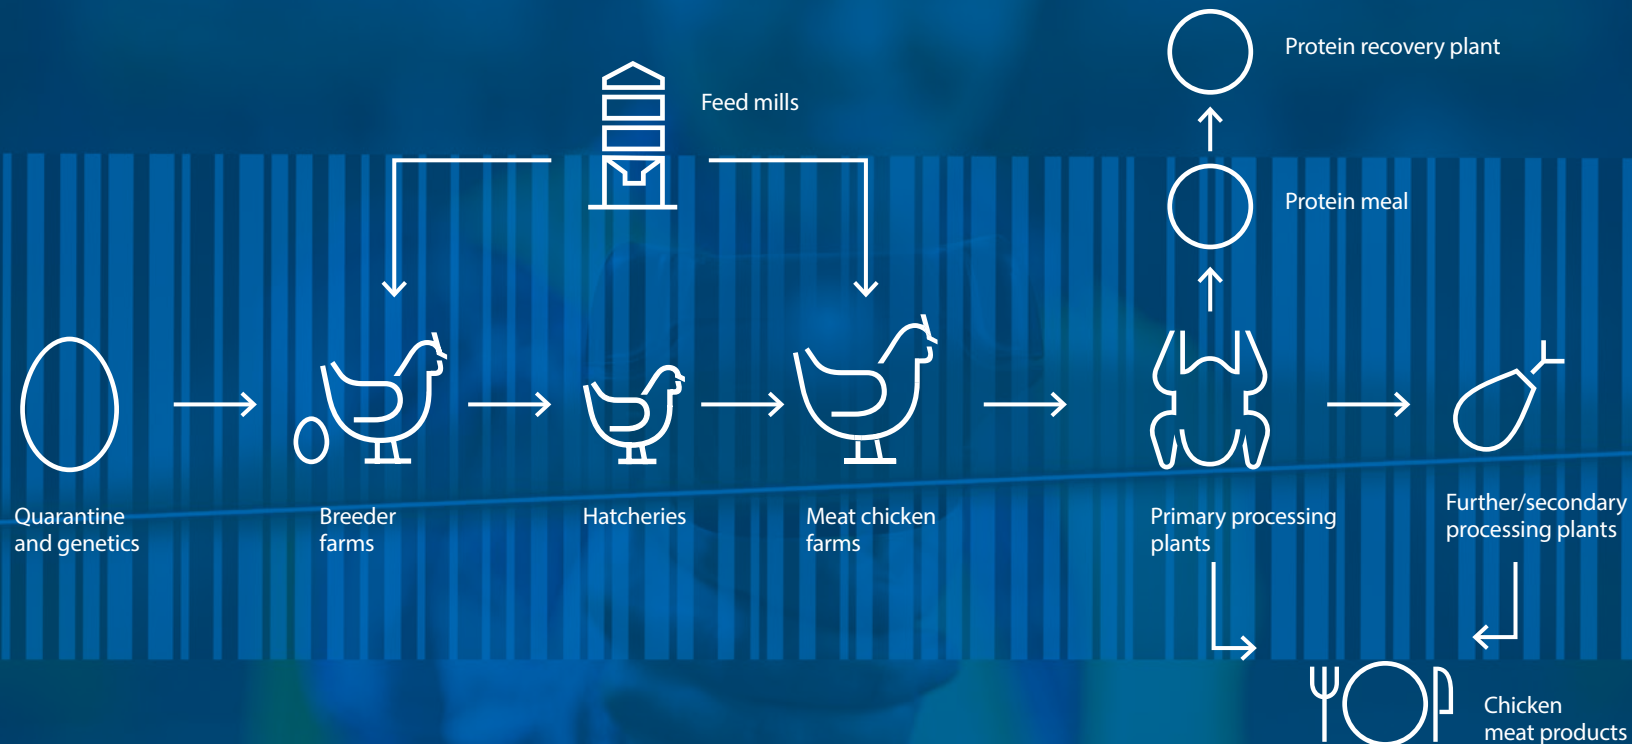 Protein recovery plant
Feed mills
Protein meal
Quarantine
and genetics
Breeder
farms
Hatcheries
Meat chicken
farms
Primary processing
plants
Further/secondary
processing plants
Chicken
meat products